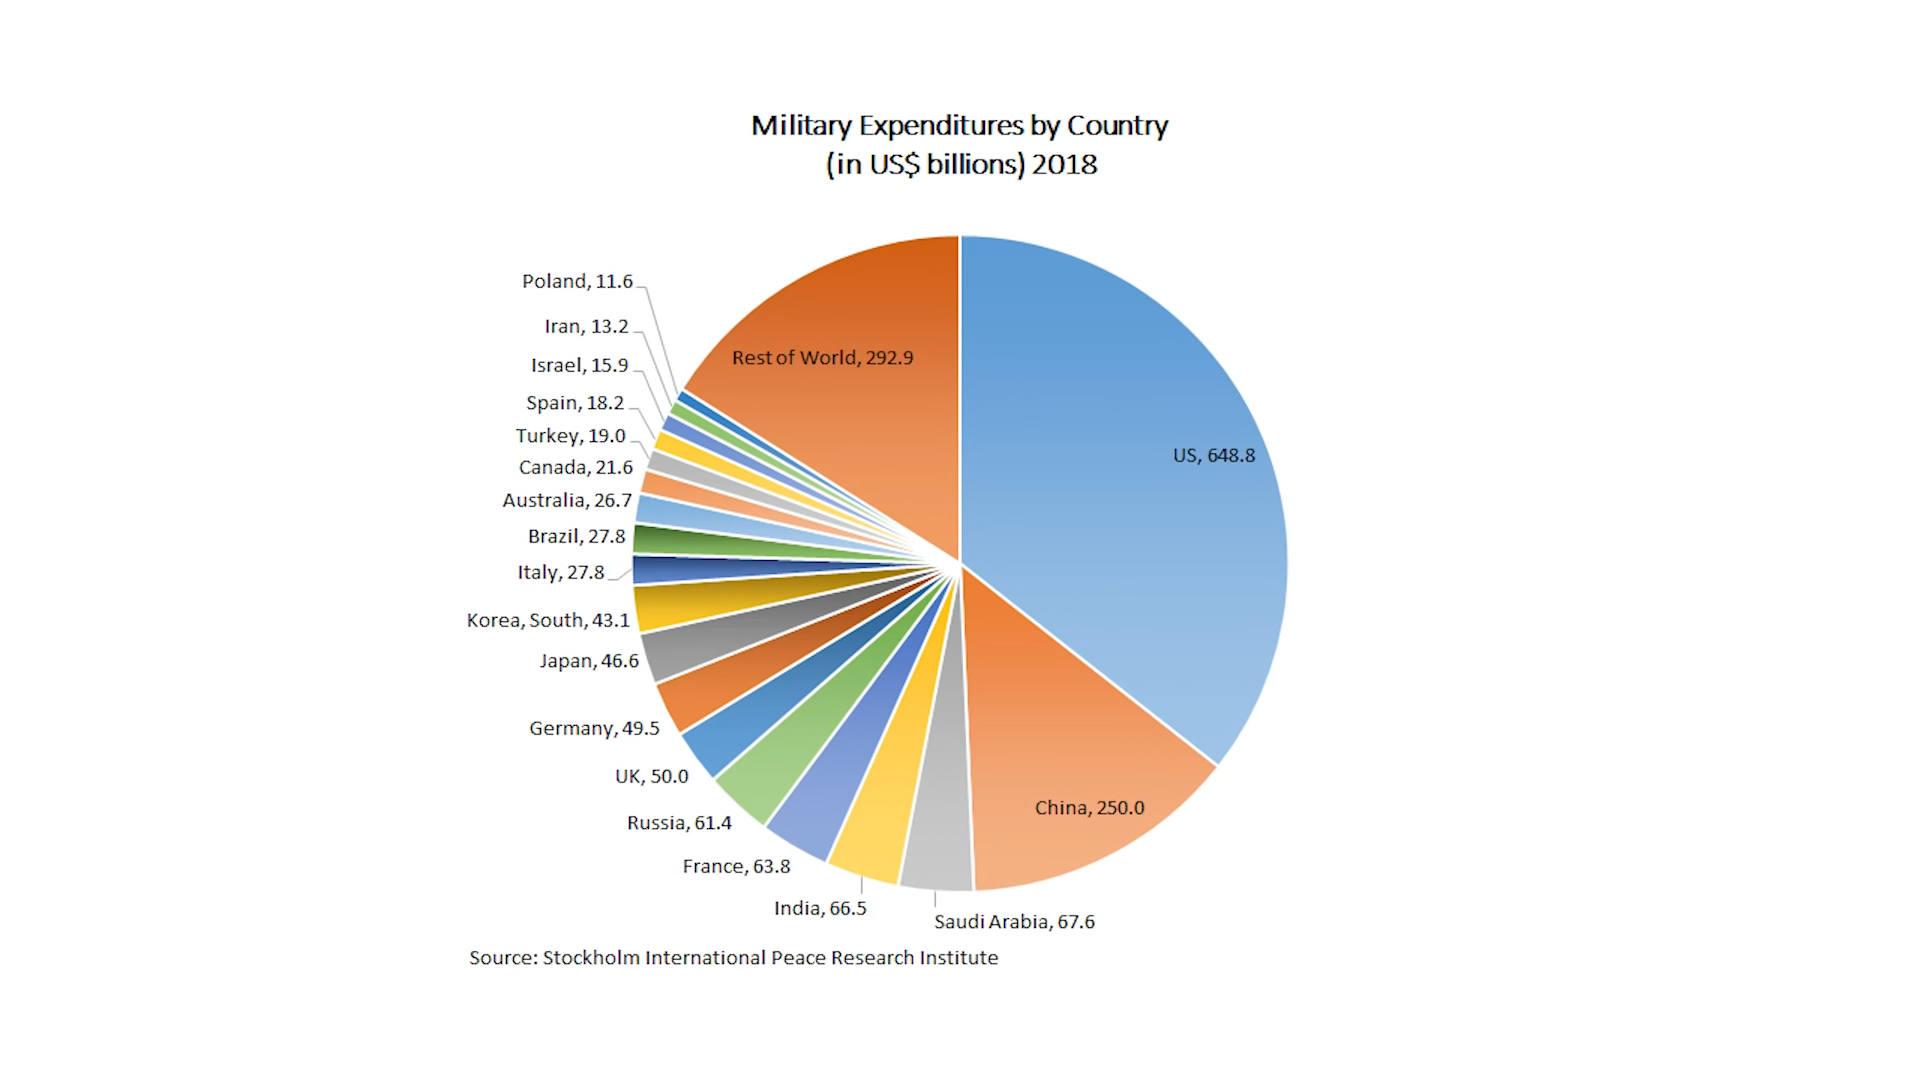 Military Expenditures by Country
(in US$ billions) 2018
Poland, 11.6
Iran, 13.2
Israel, 15.9
Spain, 18.2
Turkey, 19.0
Canada, 21.6
Australia, 26.7
Brazil, 27.8
Italy, 27.8
Korea, South, 43.1
Japan, 46.6
Germany, 49.5
UK, 50.0
Russia, 61.4
France, 63.8
India, 66.5
Saudi Arabia, 67.6
China, 250.0
US, 648.8
Rest of World, 292.9
Source: Stockholm International Peace Research Institute